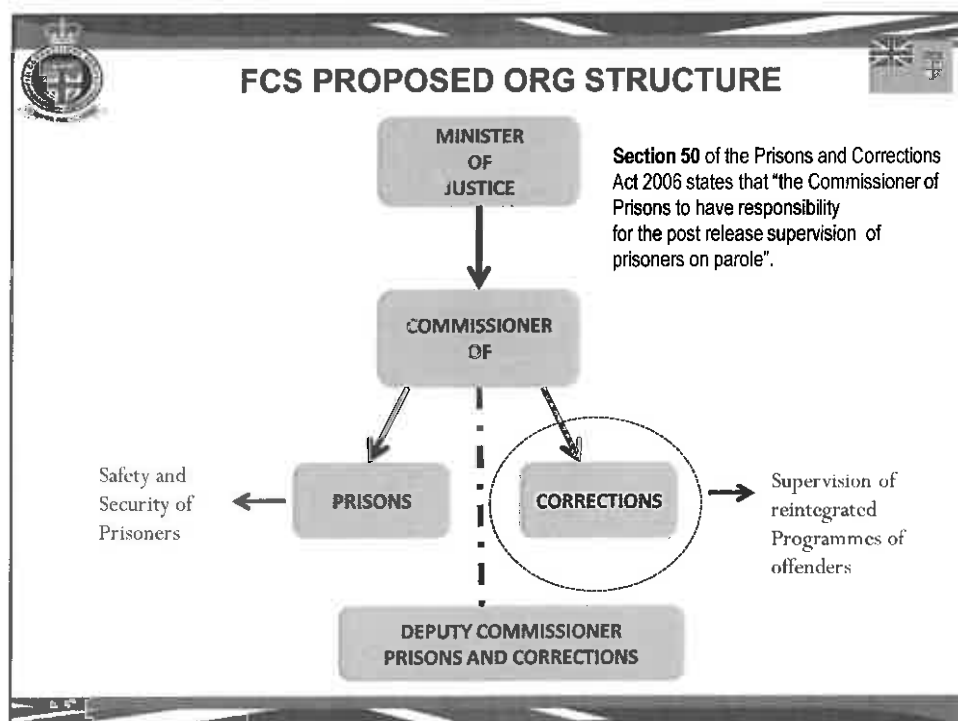 FCS PROPOSED ORG STRUCTURE
MINISTER
OF
JUSTICE
Section 50 of the Prisons and Corrections
Act 2006 states that “the Commissioner of
Prisons to have responsibility
for the post release supervision of
prisoners on parole”.
COMMISSIONER
OF
Safety and
Security of
Prisoners
PRISONS
CORRECTIONS
Supervision of
reintegrated
Programmes of
offenders
DEPUTY COMMISSIONER
PRISONS AND CORRECTIONS